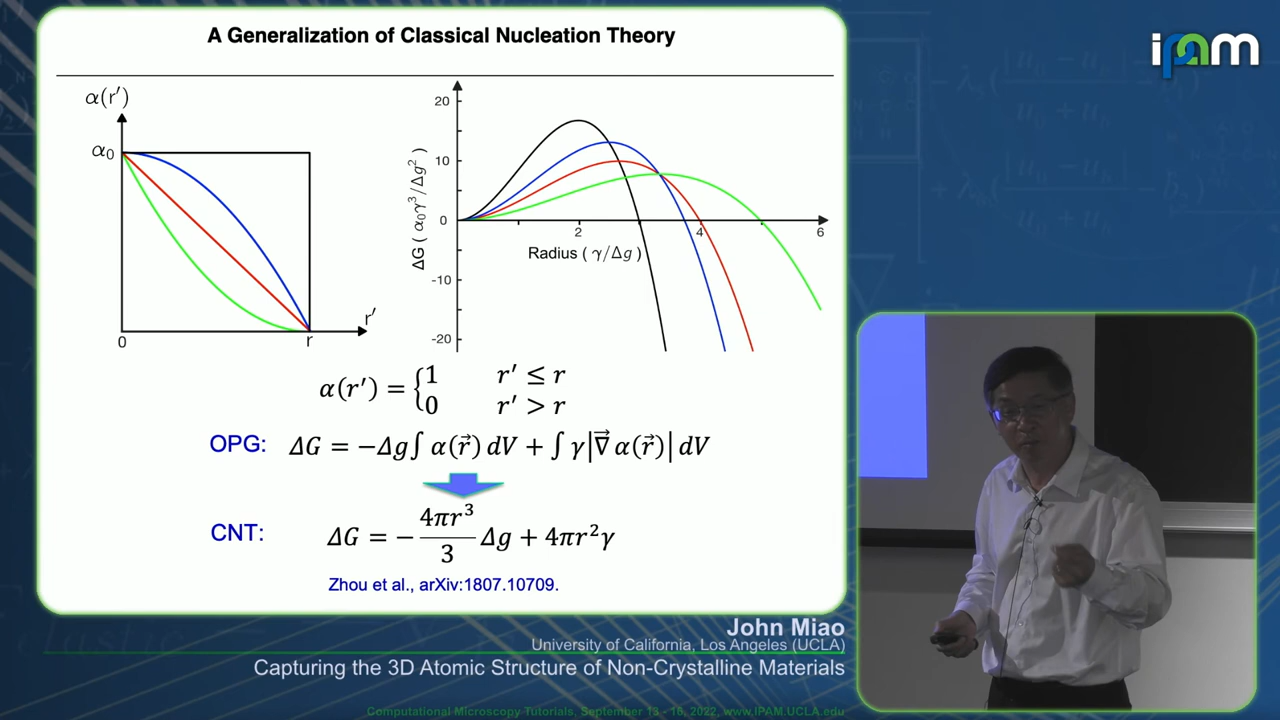 A Generalization of Classical Nucleation Theory
ipam
α(r′)
α₀
0
r
r′
ΔG ( α₀γ³/Δg² )
20
10
0
-10
-20
2
4
6
Radius ( γ/Δg )
α(r′) = {1 r′ ≤ r
0 r′ > r
OPG: ΔG = −Δg∫ α(r⃗) dV + ∫ γ|∇⃗ α(r⃗)| dV
CNT: ΔG = − 4πr³/3 Δg + 4πr²γ
Zhou et al., arXiv:1807.10709.
John Miao
University of California, Los Angeles (UCLA)
Capturing the 3D Atomic Structure of Non-Crystalline Materials
Computational Microscopy Tutorials, September 13 - 16, 2022, www.IPAM.UCLA.edu